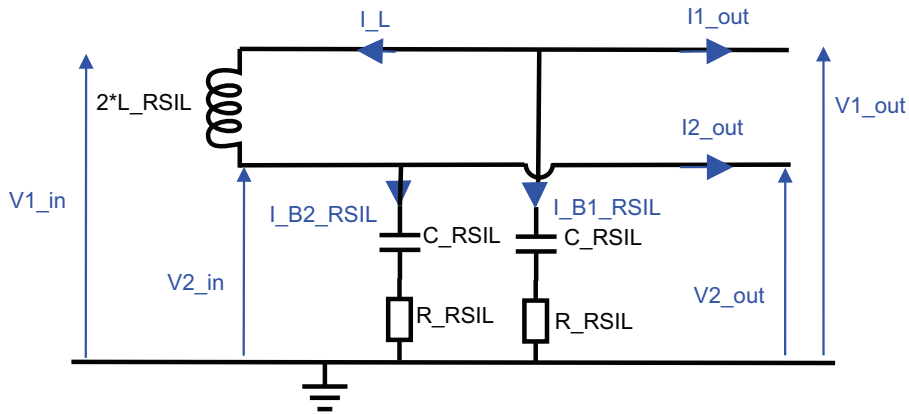 I_L
I1_out
2*L_RSIL
V1_out
I2_out
V1_in
I_B2_RSIL
I_B1_RSIL
C_RSIL
C_RSIL
V2_in
V2_out
R_RSIL
R_RSIL